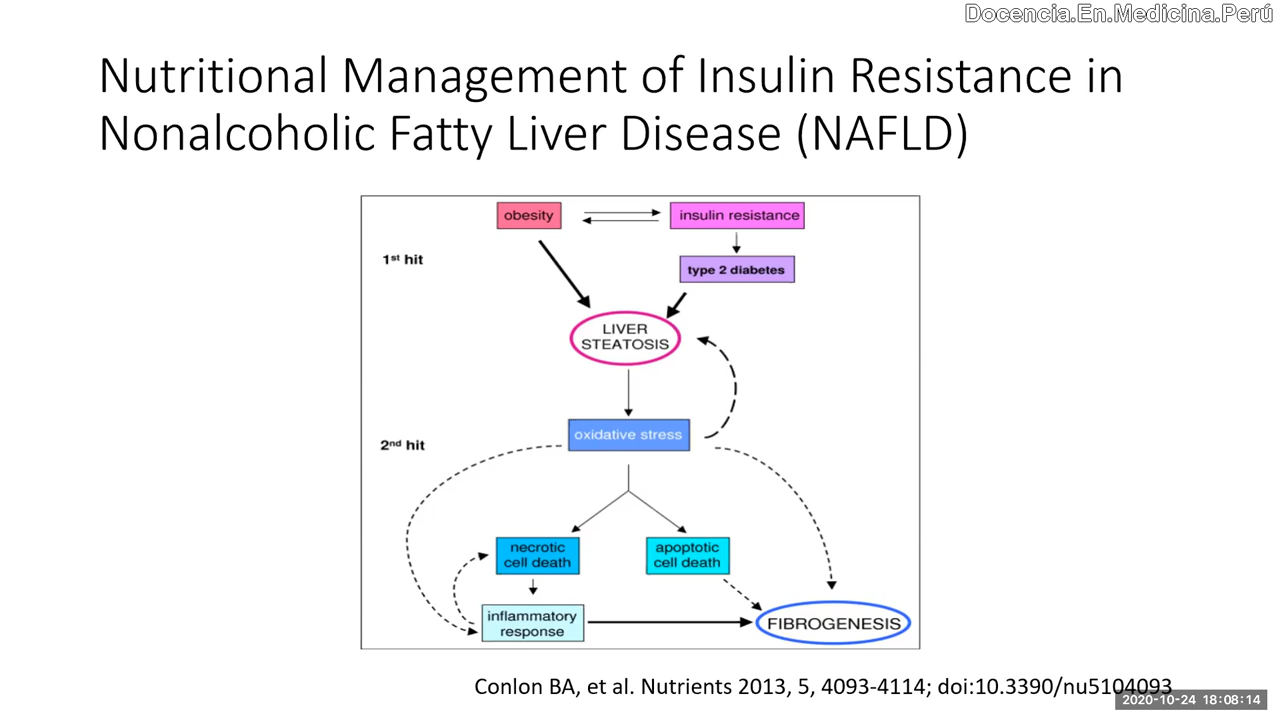 Docencia.En.Medicina.Perú
Nutritional Management of Insulin Resistance in
Nonalcoholic Fatty Liver Disease (NAFLD)
obesity
insulin resistance
1st hit
type 2 diabetes
LIVER
STEATOSIS
oxidative stress
2nd hit
necrotic
cell death
apoptotic
cell death
inflammatory
response
FIBROGENESIS
Conlon BA, et al. Nutrients 2013, 5, 4093-4114; doi:10.3390/nu5104093
2020-10-24 18:08:14